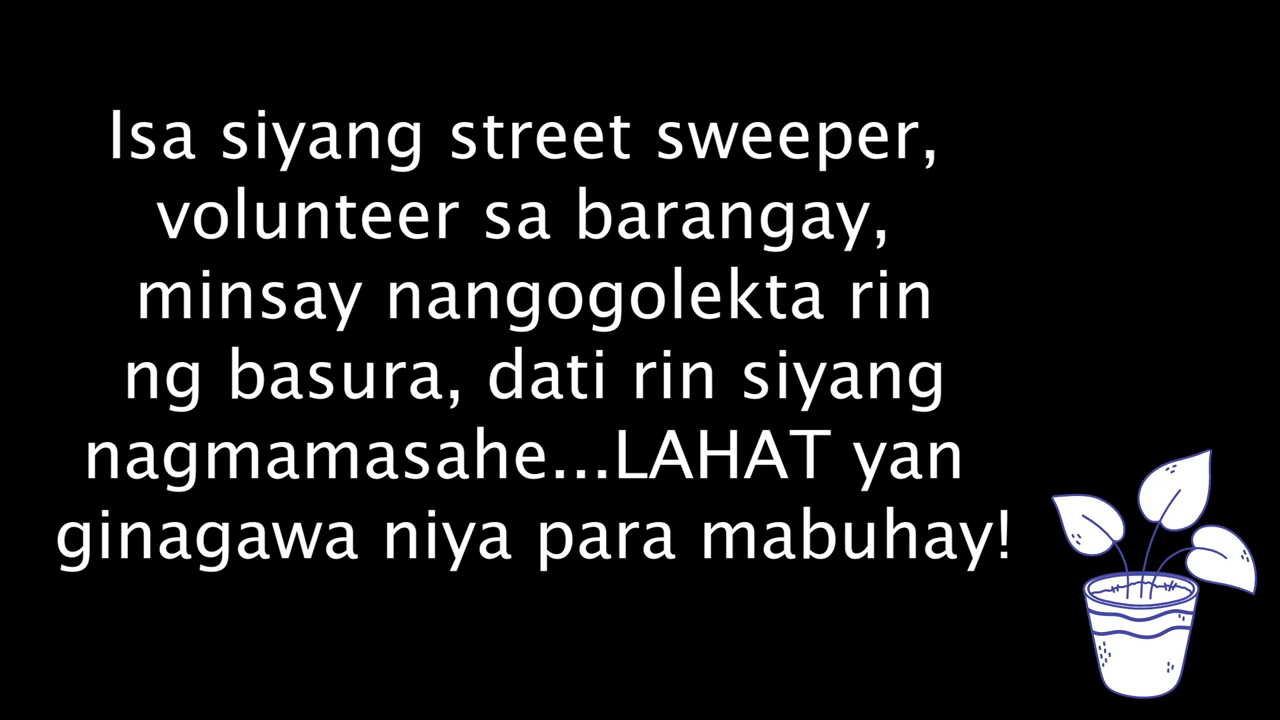 Isa siyang street sweeper,
volunteer sa barangay,
minsay nangogolekta rin
ng basura, dati rin siyang
nagmamasahe...LAHAT yan
ginagawa niya para mabuhay!